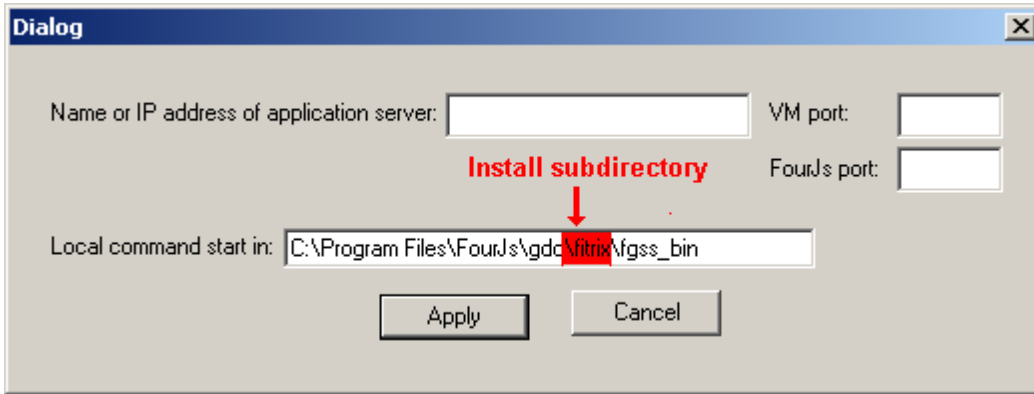 Dialog
Name or IP address of application server:
VM port:
Install subdirectory
FourJs port:
Local command start in: C:\Program Files\FourJs\gdc\fitrix\fgss_bin
Apply Cancel